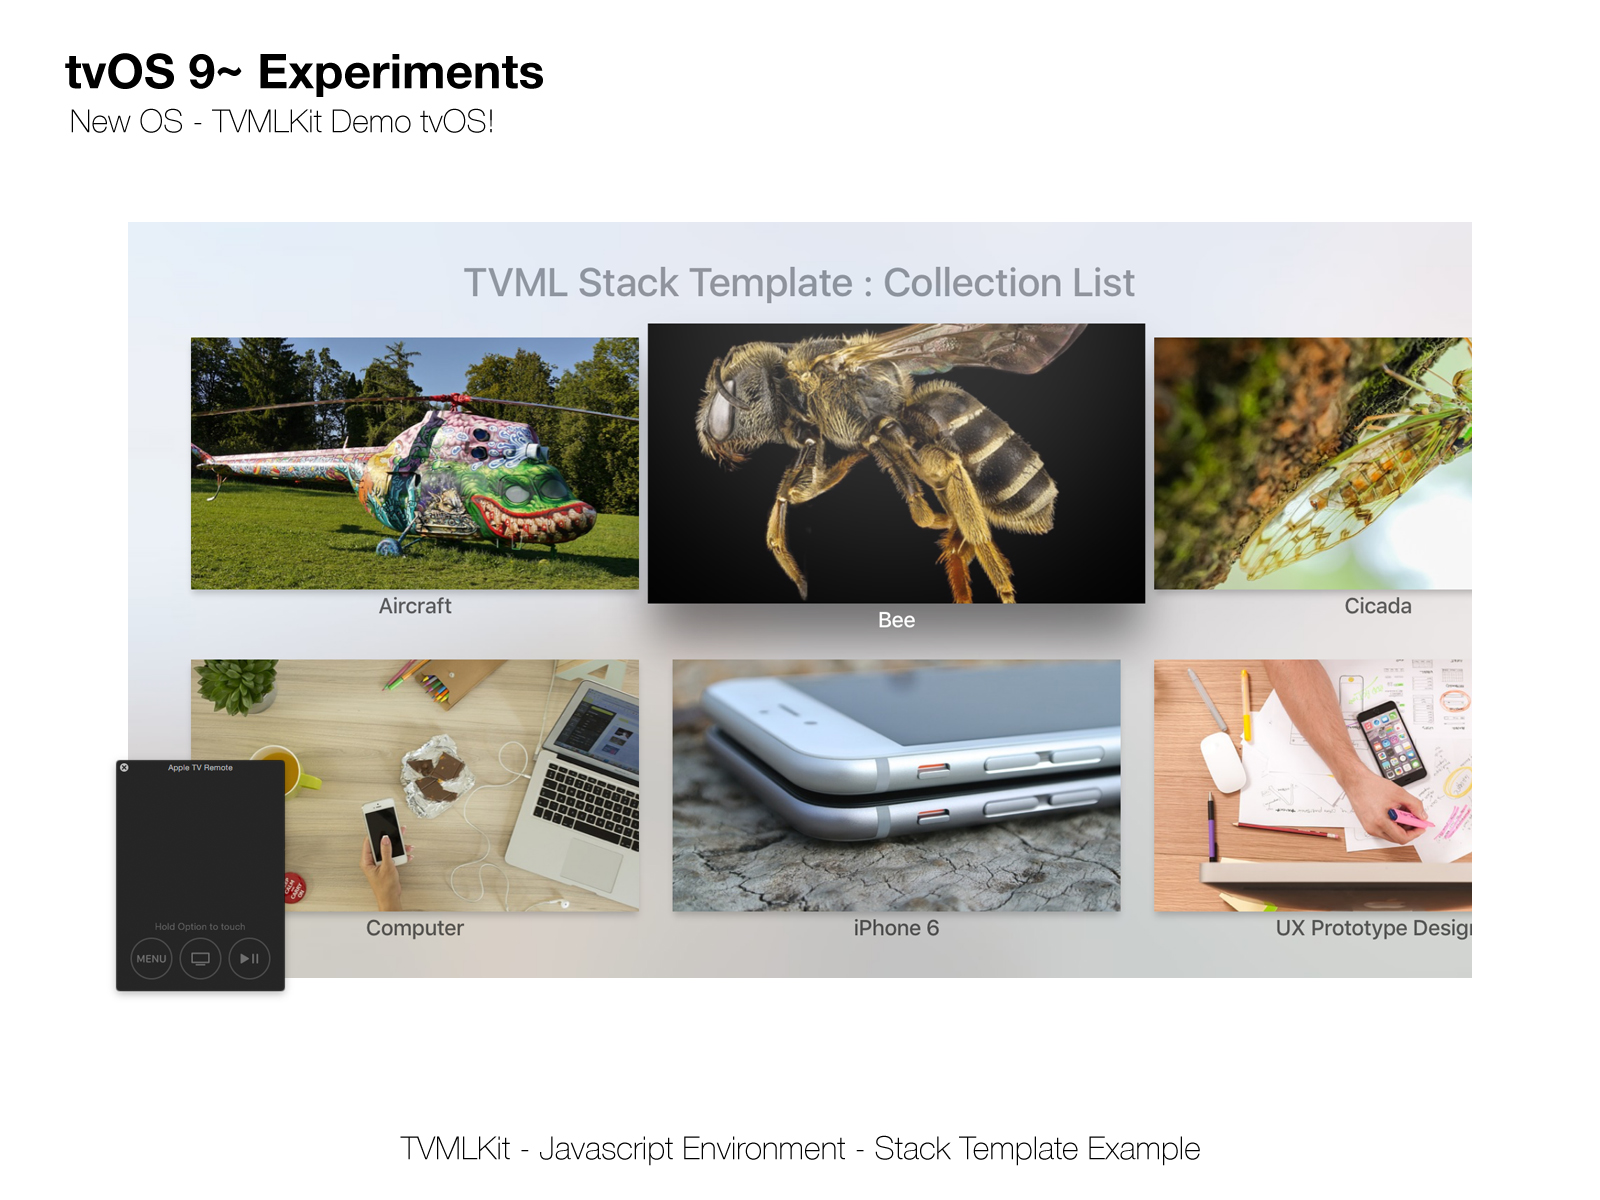 tvOS 9~ Experiments
New OS - TVMLKit Demo tvOS!
TVML Stack Template : Collection List
Aircraft
Bee
Cicada
Apple TV Remote
Hold Option to touch
MENU
Computer
iPhone 6
UX Prototype Desig
TVMLKit - Javascript Environment - Stack Template Example